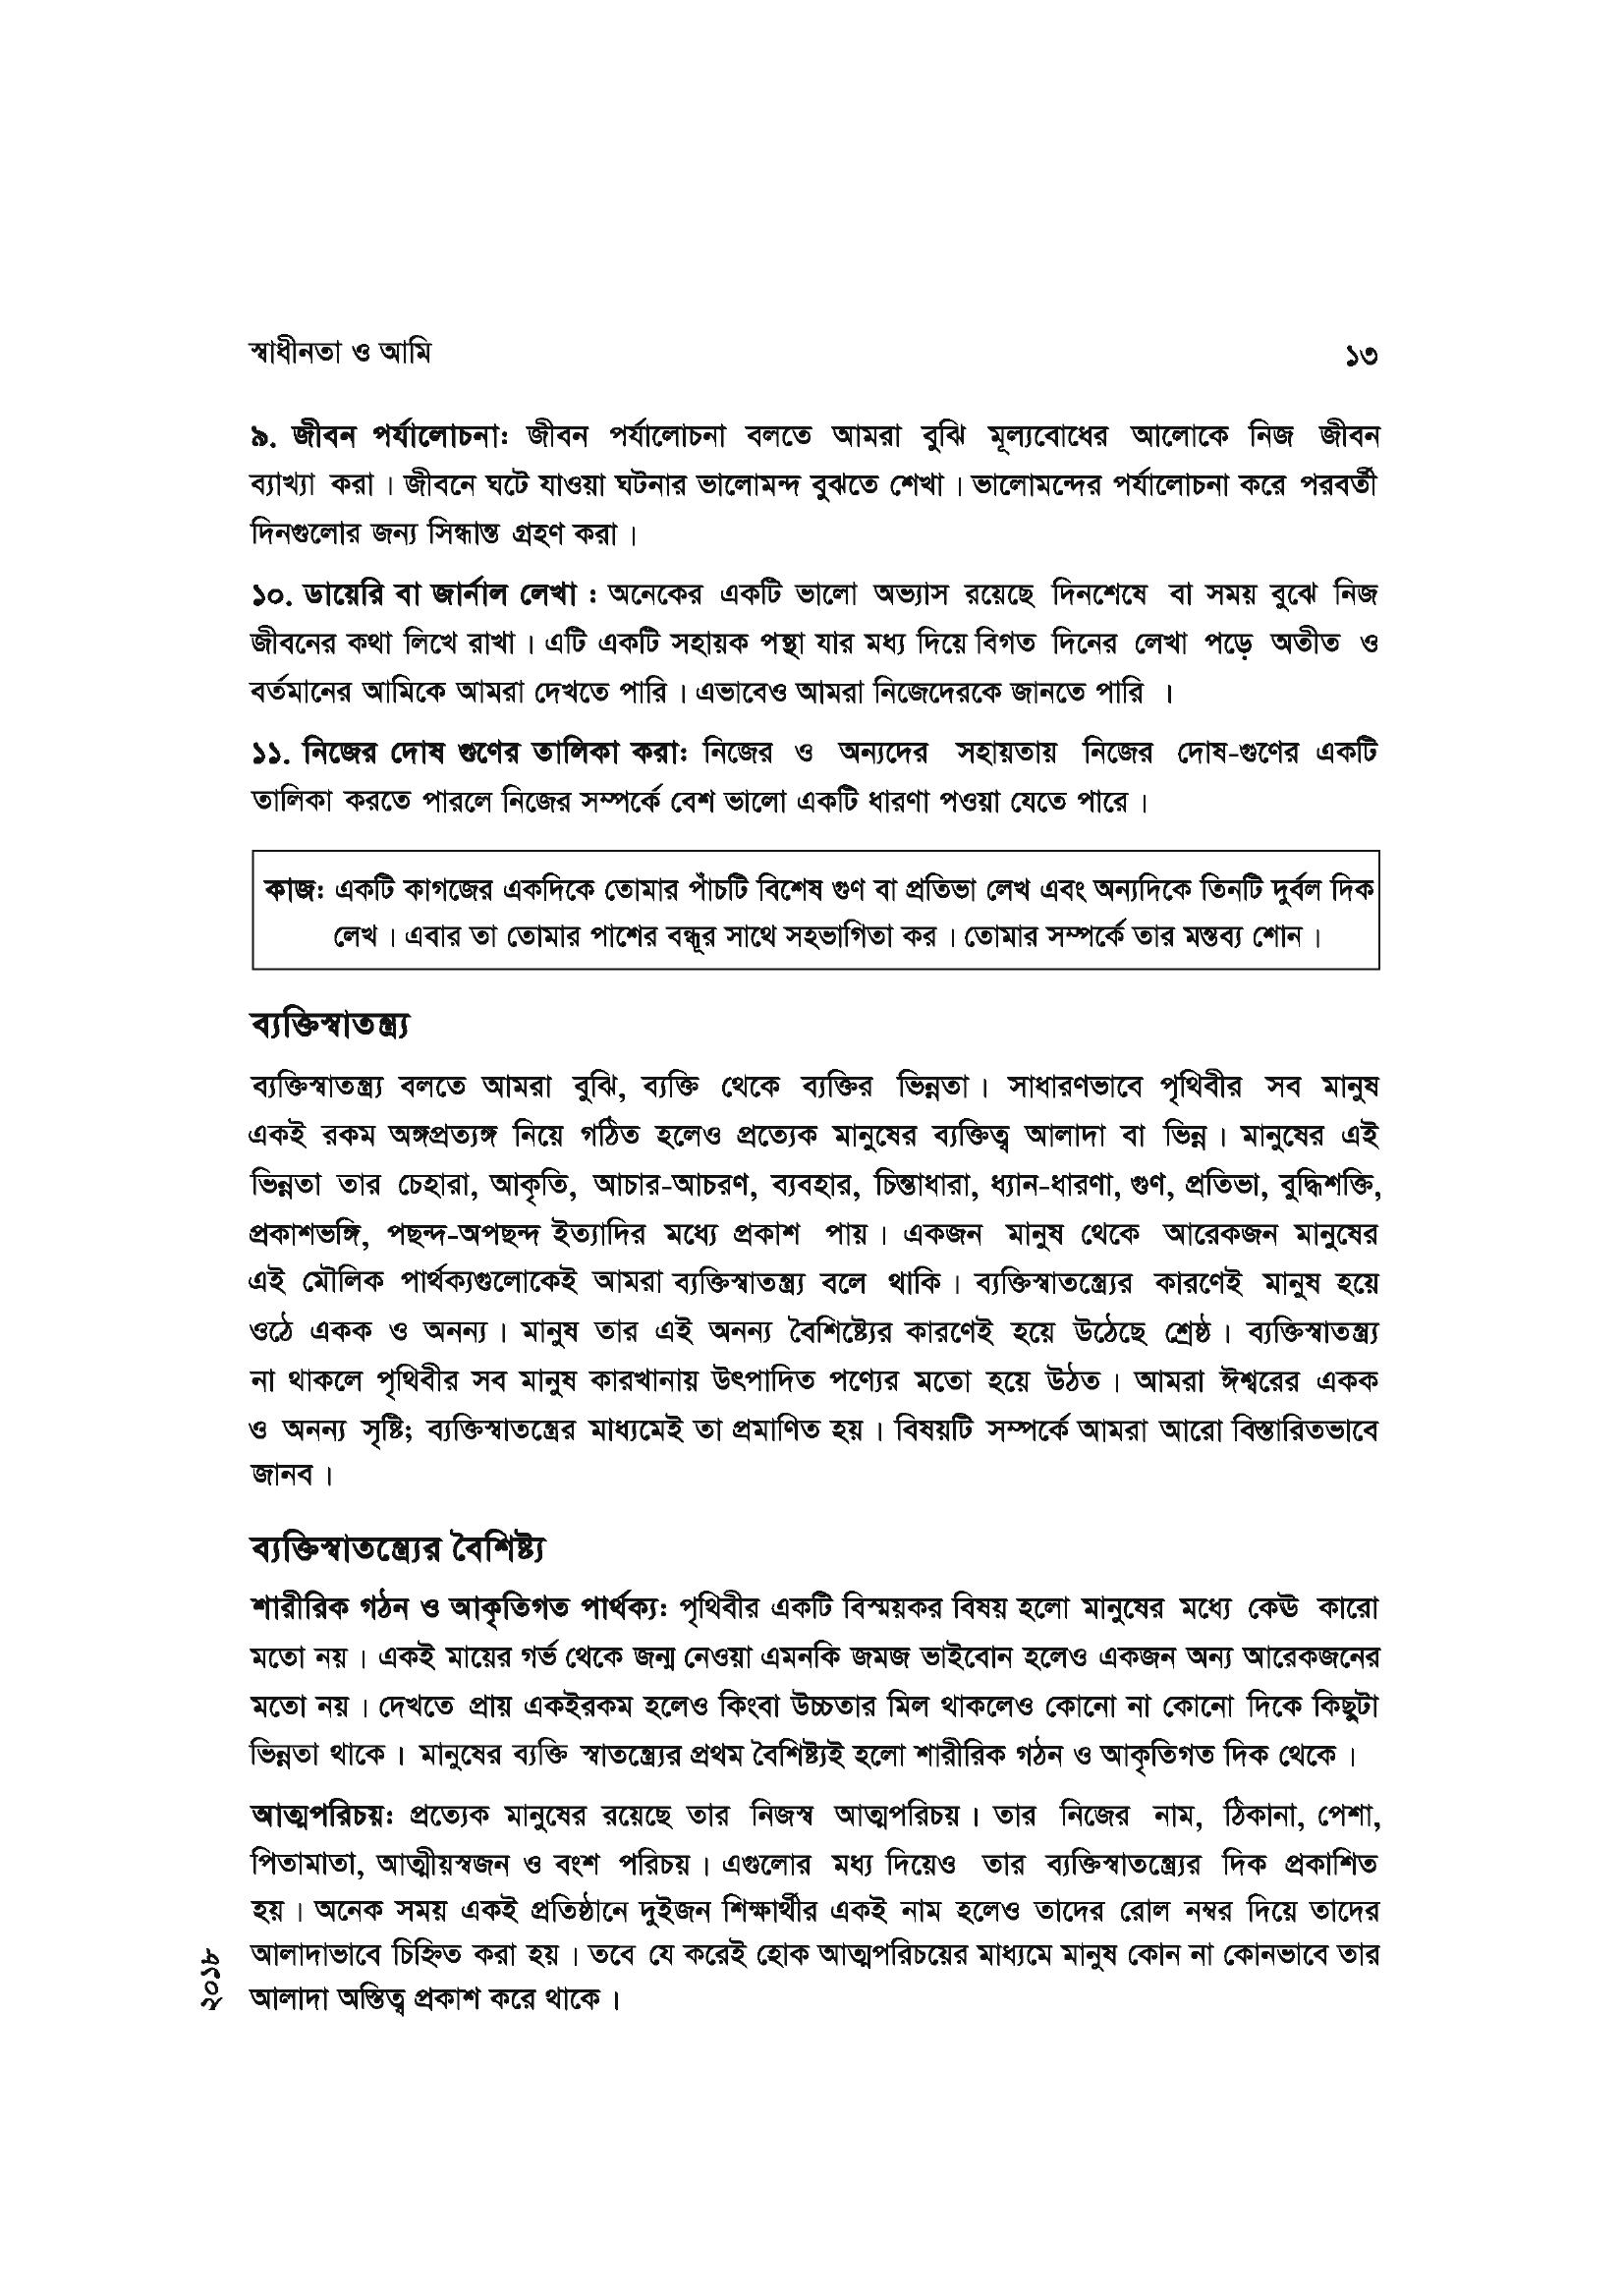 স্বাধীনতা ও আমি ১৩
৯. জীবন পর্যালোচনা: জীবন পর্যালোচনা বলতে আমরা বুঝি মূল্যবোধের আলোকে নিজ জীবন
ব্যাখ্যা করা। জীবনে ঘটে যাওয়া ঘটনার ভালোমন্দ বুঝতে শেখা। ভালোমন্দের পর্যালোচনা করে পরবর্তী
দিনগুলোর জন্য সিদ্ধান্ত গ্রহণ করা।
১০. ডায়েরি বা জার্নাল লেখা : অনেকের একটি ভালো অভ্যাস রয়েছে দিনশেষে বা সময় বুঝে নিজ
জীবনের কথা লিখে রাখা। এটি একটি সহায়ক পন্থা যার মধ্য দিয়ে বিগত দিনের লেখা পড়ে অতীত ও
বর্তমানের আমিকে আমরা দেখতে পারি। এভাবেও আমরা নিজেদেরকে জানতে পারি ।
১১. নিজের দোষ গুণের তালিকা করা: নিজের ও অন্যদের সহায়তায় নিজের দোষ-গুণের একটি
তালিকা করতে পারলে নিজের সম্পর্কে বেশ ভালো একটি ধারণা পওয়া যেতে পারে।
কাজ: একটি কাগজের একদিকে তোমার পাঁচটি বিশেষ গুণ বা প্রতিভা লেখ এবং অন্যদিকে তিনটি দুর্বল দিক
লেখ। এবার তা তোমার পাশের বন্ধুর সাথে সহভাগিতা কর। তোমার সম্পর্কে তার মন্তব্য শোন।
ব্যক্তিস্বাতন্ত্র্য
ব্যক্তিস্বাতন্ত্র্য বলতে আমরা বুঝি, ব্যক্তি থেকে ব্যক্তির ভিন্নতা। সাধারণভাবে পৃথিবীর সব মানুষ
একই রকম অঙ্গপ্রত্যঙ্গ নিয়ে গঠিত হলেও প্রত্যেক মানুষের ব্যক্তিত্ব আলাদা বা ভিন্ন। মানুষের এই
ভিন্নতা তার চেহারা, আকৃতি, আচার-আচরণ, ব্যবহার, চিন্তাধারা, ধ্যান-ধারণা, গুণ, প্রতিভা, বুদ্ধিশক্তি,
প্রকাশভঙ্গি, পছন্দ-অপছন্দ ইত্যাদির মধ্যে প্রকাশ পায়। একজন মানুষ থেকে আরেকজন মানুষের
এই মৌলিক পার্থক্যগুলোকেই আমরা ব্যক্তিস্বাতন্ত্র্য বলে থাকি। ব্যক্তিস্বাতন্ত্র্যের কারণেই মানুষ হয়ে
ওঠে একক ও অনন্য। মানুষ তার এই অনন্য বৈশিষ্ট্যের কারণেই হয়ে উঠেছে শ্রেষ্ঠ। ব্যক্তিস্বাতন্ত্র্য
না থাকলে পৃথিবীর সব মানুষ কারখানায় উৎপাদিত পণ্যের মতো হয়ে উঠত। আমরা ঈশ্বরের একক
ও অনন্য সৃষ্টি; ব্যক্তিস্বাতন্ত্রের মাধ্যমেই তা প্রমাণিত হয়। বিষয়টি সম্পর্কে আমরা আরো বিস্তারিতভাবে
জানব।
ব্যক্তিস্বাতন্ত্র্যের বৈশিষ্ট্য
শারীরিক গঠন ও আকৃতিগত পার্থক্য: পৃথিবীর একটি বিস্ময়কর বিষয় হলো মানুষের মধ্যে কেঊ কারো
মতো নয়। একই মায়ের গর্ভ থেকে জন্ম নেওয়া এমনকি জমজ ভাইবোন হলেও একজন অন্য আরেকজনের
মতো নয়। দেখতে প্রায় একইরকম হলেও কিংবা উচ্চতার মিল থাকলেও কোনো না কোনো দিকে কিছুটা
ভিন্নতা থাকে। মানুষের ব্যক্তি স্বাতন্ত্র্যের প্রথম বৈশিষ্ট্যই হলো শারীরিক গঠন ও আকৃতিগত দিক থেকে।
আত্মপরিচয়: প্রত্যেক মানুষের রয়েছে তার নিজস্ব আত্মপরিচয়। তার নিজের নাম, ঠিকানা, পেশা,
পিতামাতা, আত্মীয়স্বজন ও বংশ পরিচয়। এগুলোর মধ্য দিয়েও তার ব্যক্তিস্বাতন্ত্র্যের দিক প্রকাশিত
হয়। অনেক সময় একই প্রতিষ্ঠানে দুইজন শিক্ষার্থীর একই নাম হলেও তাদের রোল নম্বর দিয়ে তাদের
আলাদাভাবে চিহ্নিত করা হয়। তবে যে করেই হোক আত্মপরিচয়ের মাধ্যমে মানুষ কোন না কোনভাবে তার
আলাদা অস্তিত্ব প্রকাশ করে থাকে।
২০১৮